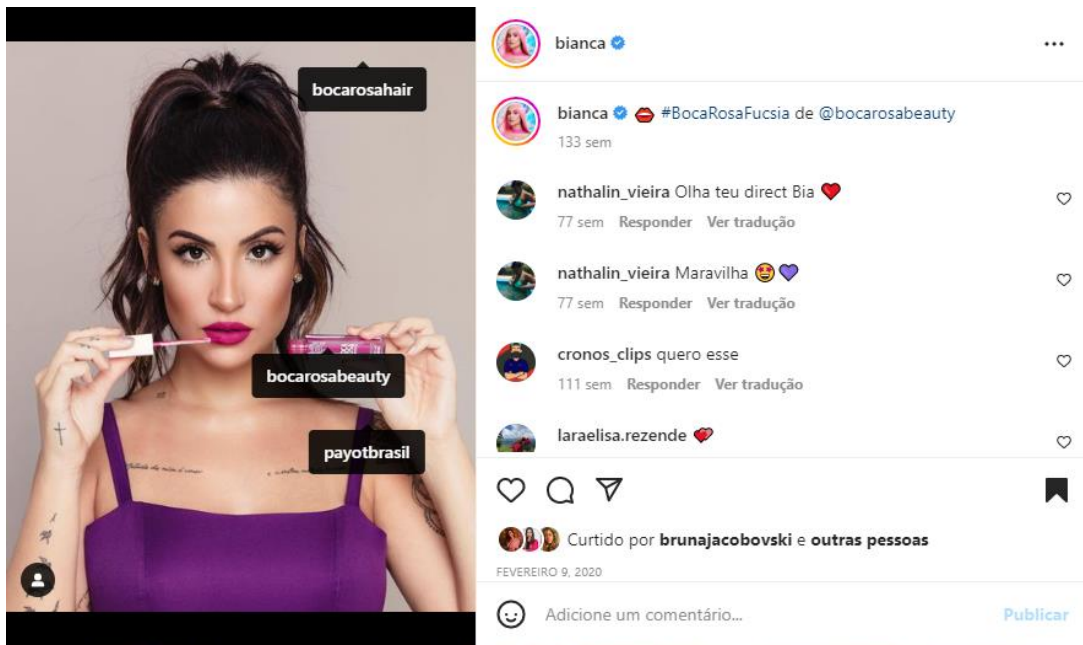 bocarosahair
bocarosabeauty
payotbrasil
bianca
bianca #BocaRosaFucsia de @bocarosabeauty
133 sem
nathalin_vieira Olha teu direct Bia
77 sem Responder Ver tradução
nathalin_vieira Maravilha
77 sem Responder Ver tradução
cronos_clips quero esse
111 sem Responder Ver tradução
laraelisa.rezende
Curtido por brunajacobovski e outras pessoas
FEVEREIRO 9, 2020
Adicione um comentário... Publicar